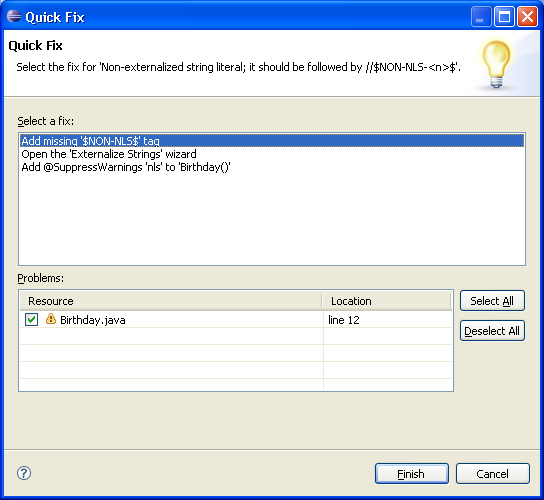 Quick Fix
Quick Fix
Select the fix for 'Non-externalized string literal; it should be followed by //$NON-NLS-<n>$'.
Select a fix:
Add missing '$NON-NLS$' tag
Open the 'Externalize Strings' wizard
Add @SuppressWarnings 'nls' to 'Birthday()'
Problems:
Resource Location
Birthday.java line 12
Select All
Deselect All
? Finish Cancel